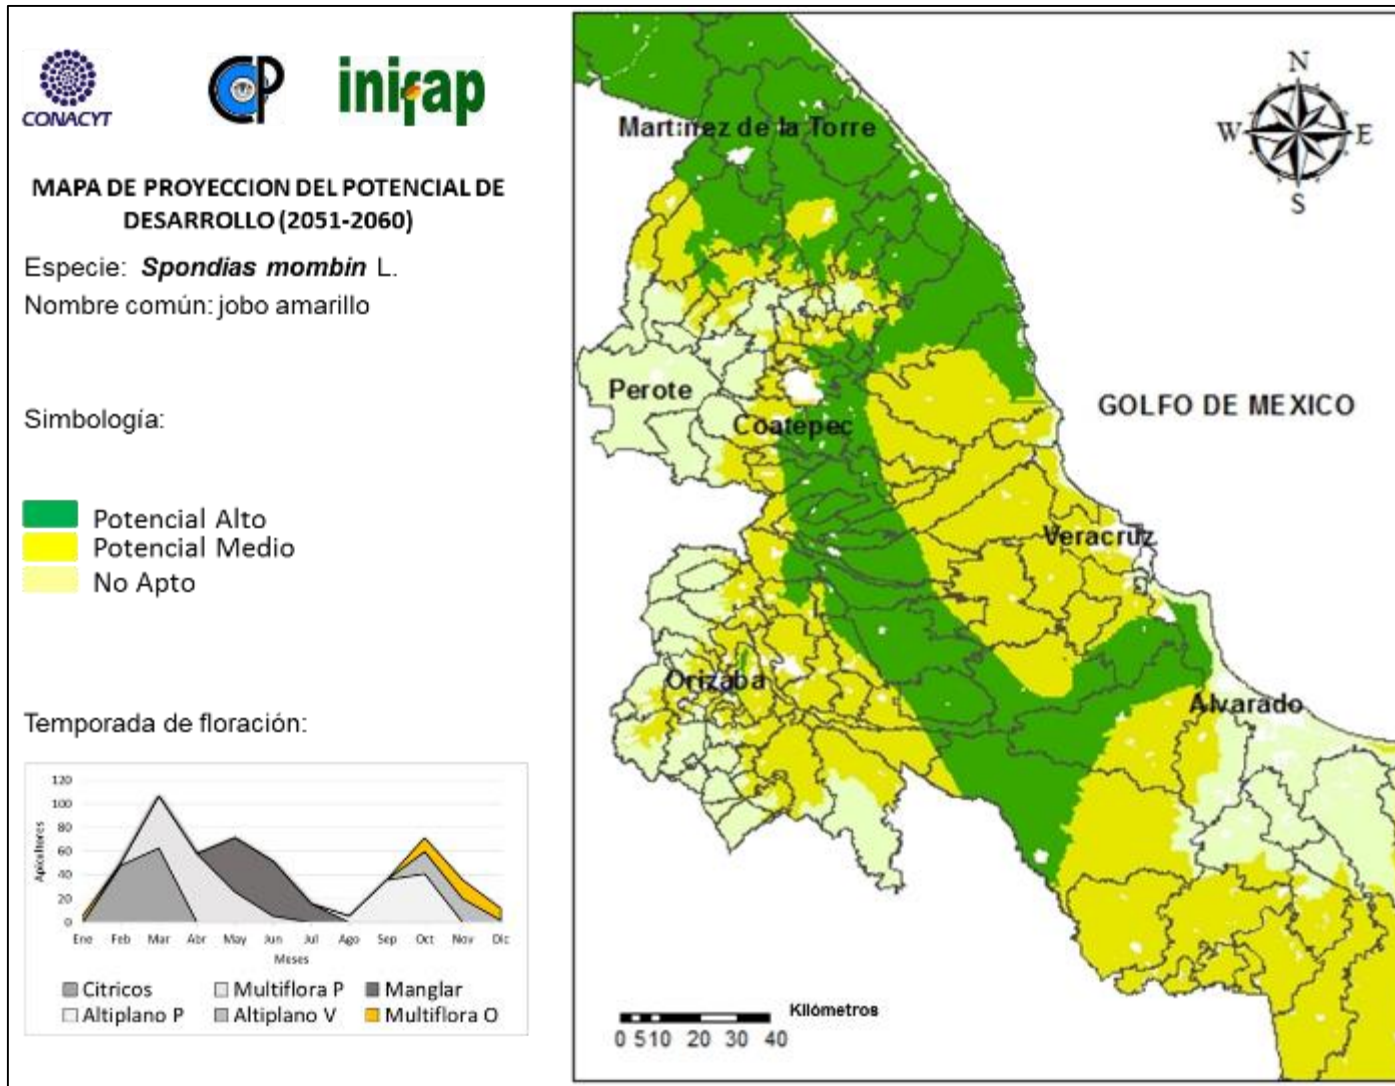 CONACYT
CP
inifap
MAPA DE PROYECCION DEL POTENCIAL DE
DESARROLLO (2051-2060)
Especie: Spondias mombin L.
Nombre común: jobo amarillo
Simbología:
Potencial Alto
Potencial Medio
No Apto
Temporada de floración:
120
100
80
60
40
20
0
Apicultores
Ene Feb Mar Abr May Jun Jul Ago Sep Oct Nov Dic
Meses
Cítricos Multiflora P Manglar
Altiplano P Altiplano V Multiflora O
N
W E
S
Martinez de la Torre
Perote
Coatepec
GOLFO DE MEXICO
Veracruz
Orizaba
Alvarado
Kilómetros
0 510 20 30 40